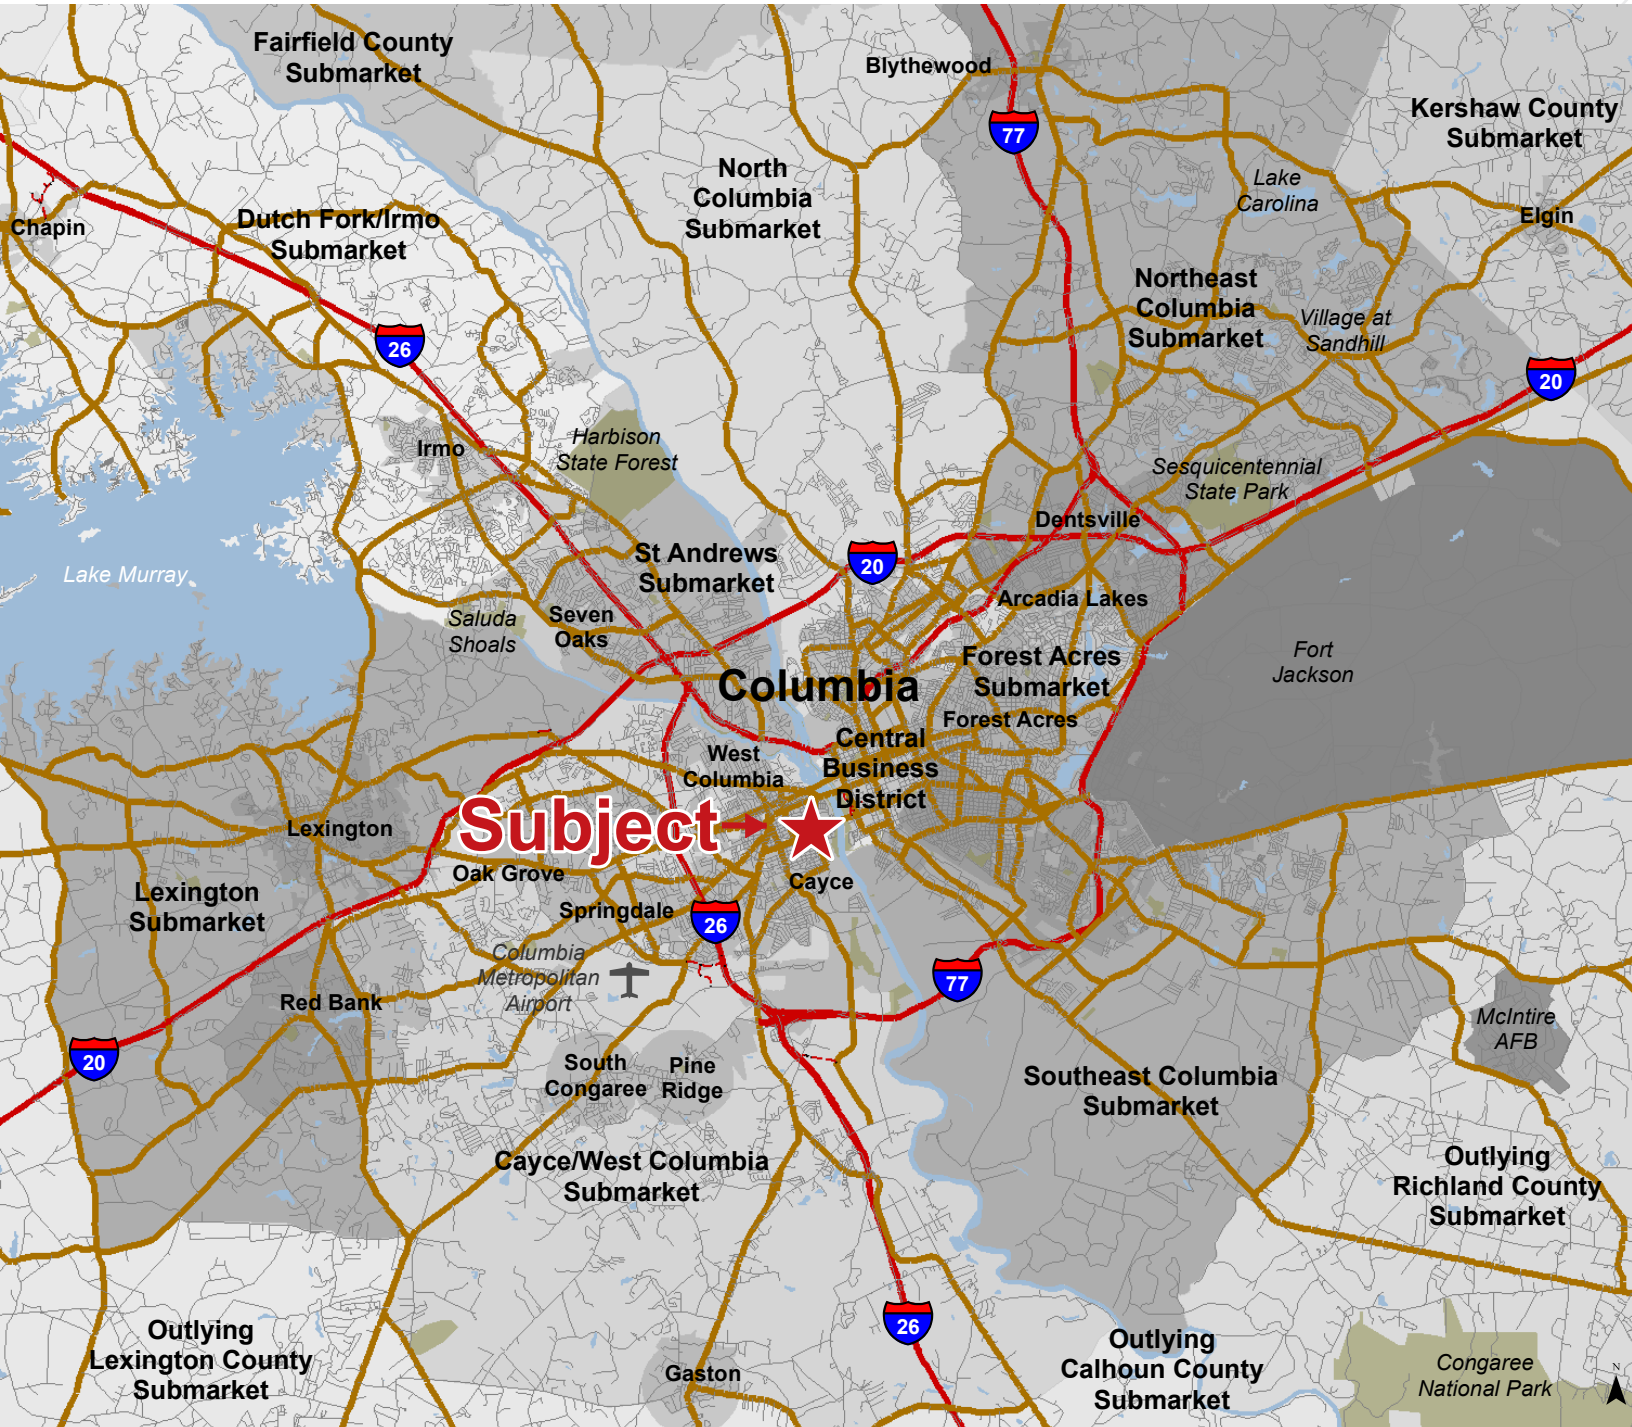 Fairfield County
Submarket
Blythewood
77
Kershaw County
Submarket
North
Columbia
Submarket
Lake
Carolina
Elgin
Chapin
Dutch Fork/Irmo
Submarket
Northeast
Columbia
Submarket
Village at
Sandhill
26
20
Irmo
Harbison
State Forest
Sesquicentennial
State Park
Dentsville
St Andrews
Submarket
20
Lake Murray
Arcadia Lakes
Saluda
Shoals
Seven
Oaks
Forest Acres
Submarket
Fort
Jackson
Columbia
Forest Acres
West
Columbia
Central
Business
District
Subject
Lexington
Oak Grove
Cayce
Lexington
Submarket
Springdale
26
Columbia
Metropolitan
Airport
77
Red Bank
McIntire
AFB
20
South
Congaree
Pine
Ridge
Southeast Columbia
Submarket
Cayce/West Columbia
Submarket
Outlying
Richland County
Submarket
26
Outlying
Lexington County
Submarket
Gaston
Outlying
Calhoun County
Submarket
Congaree
National Park
N